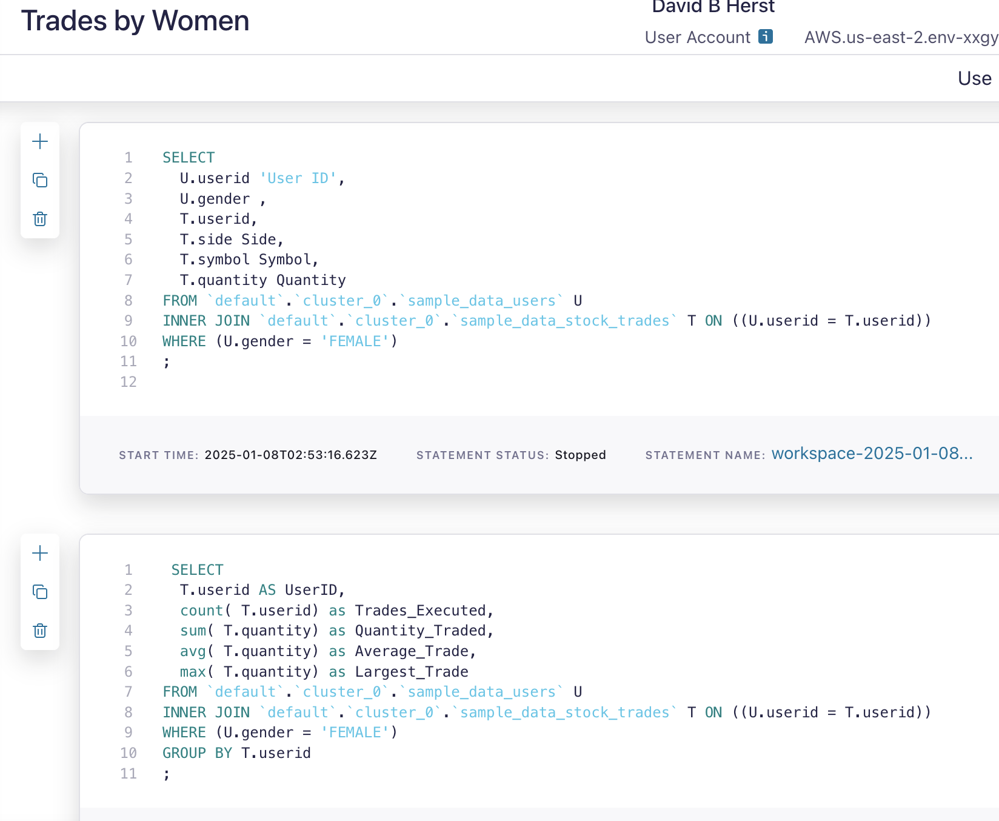 Trades by Women
David B Herst
User Account
AWS.us-east-2.env-xxgy
Use
1 SELECT
2 U.userid 'User ID',
3 U.gender ,
4 T.userid,
5 T.side Side,
6 T.symbol Symbol,
7 T.quantity Quantity
8 FROM `default`.`cluster_0`.`sample_data_users` U
9 INNER JOIN `default`.`cluster_0`.`sample_data_stock_trades` T ON ((U.userid = T.userid))
10 WHERE (U.gender = 'FEMALE')
11 ;
12
START TIME: 2025-01-08T02:53:16.623Z STATEMENT STATUS: Stopped STATEMENT NAME: workspace-2025-01-08...
1 SELECT
2 T.userid AS UserID,
3 count( T.userid) as Trades_Executed,
4 sum( T.quantity) as Quantity_Traded,
5 avg( T.quantity) as Average_Trade,
6 max( T.quantity) as Largest_Trade
7 FROM `default`.`cluster_0`.`sample_data_users` U
8 INNER JOIN `default`.`cluster_0`.`sample_data_stock_trades` T ON ((U.userid = T.userid))
9 WHERE (U.gender = 'FEMALE')
10 GROUP BY T.userid
11 ;